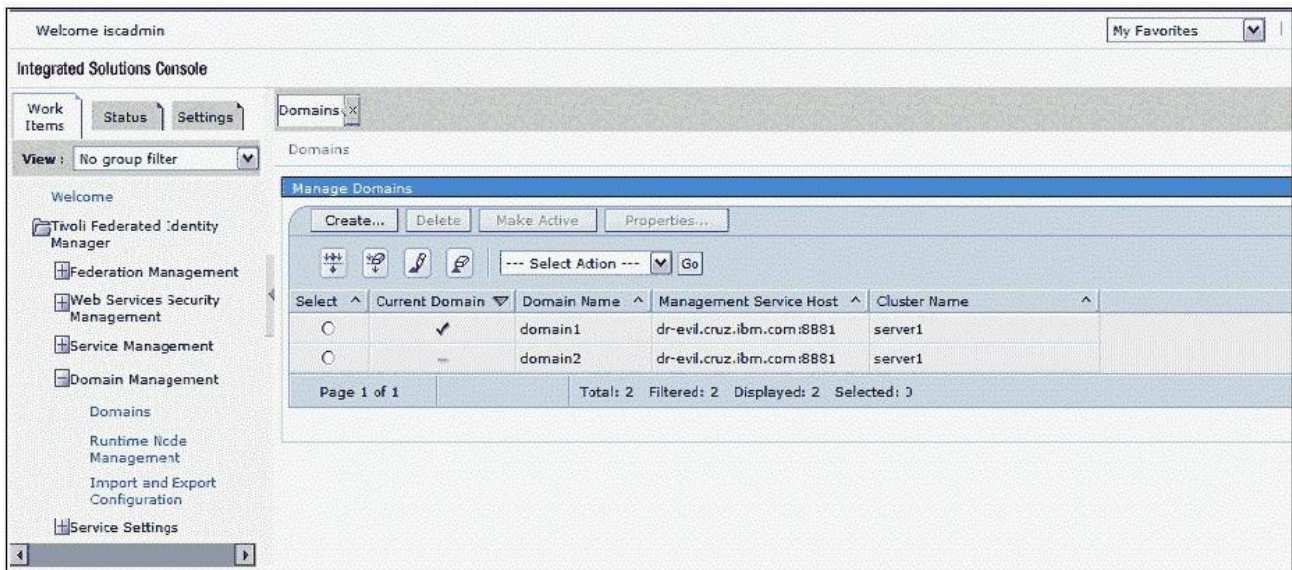 Welcome iscadmin
My Favorites
Integrated Solutions Console
Work Items
Status
Settings
View : No group filter
Welcome
Tivoli Federated Identity
Manager
Federation Management
Web Services Security
Management
Service Management
Domain Management
Domains
Runtime Node
Management
Import and Export
Configuration
Service Settings
Domains x
Domains
Manage Domains
Create... Delete Make Active Properties...
--- Select Action --- Go
Select ^ Current Domain Domain Name ^ Management Service Host ^ Cluster Name ^
domain1 dr-evil.cruz.ibm.com:8881 server1
domain2 dr-evil.cruz.ibm.com:8881 server1
Page 1 of 1 Total: 2 Filtered: 2 Displayed: 2 Selected: 0